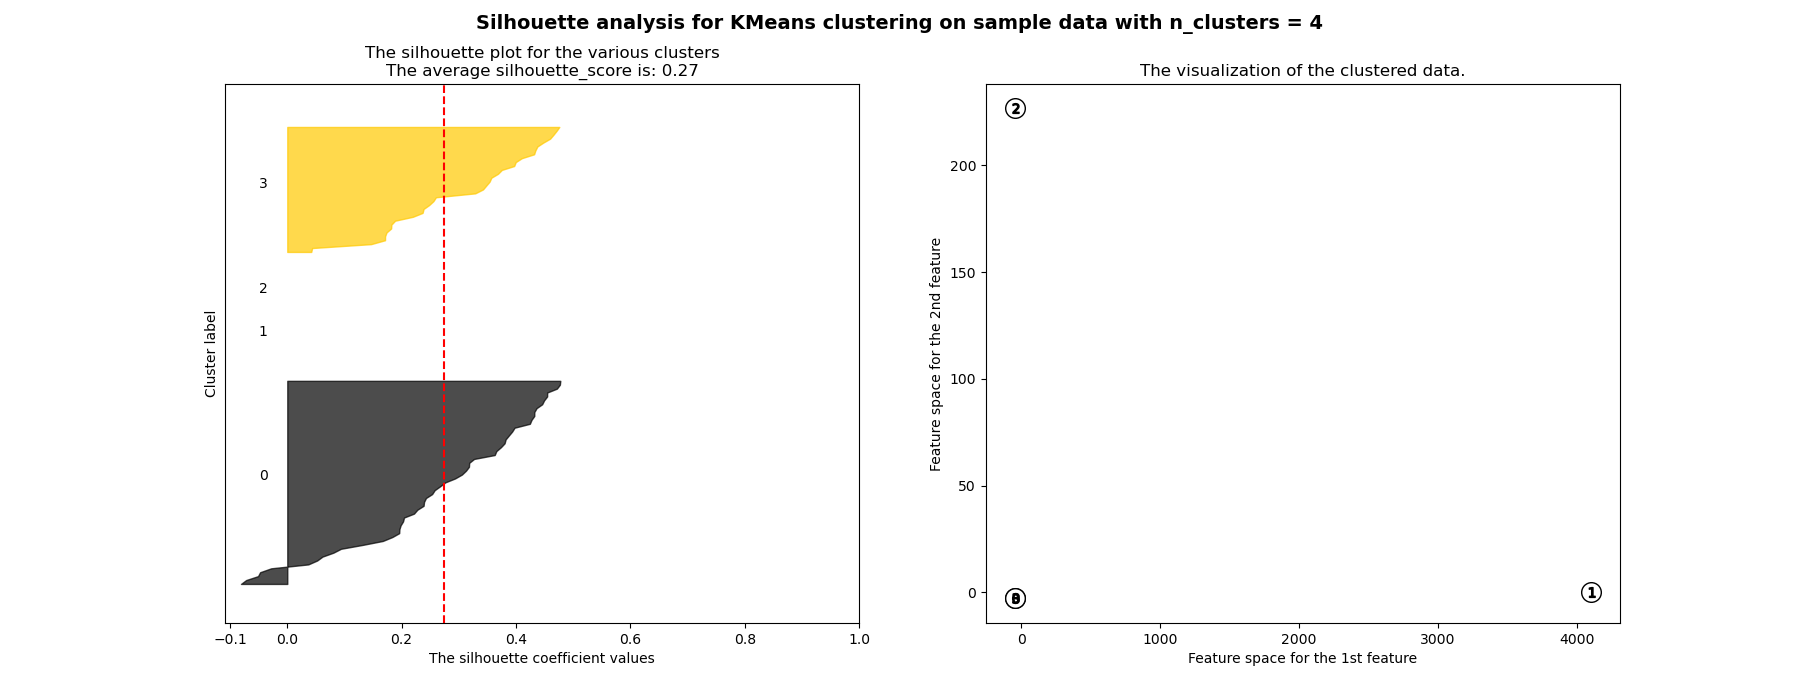 Silhouette analysis for KMeans clustering on sample data with n_clusters = 4
The silhouette plot for the various clusters
The average silhouette_score is: 0.27
Cluster label
3
2
1
0
−0.1 0.0 0.2 0.4 0.6 0.8 1.0
The silhouette coefficient values
The visualization of the clustered data.
Feature space for the 2nd feature
200
150
100
50
0
2
1
0 1000 2000 3000 4000
Feature space for the 1st feature